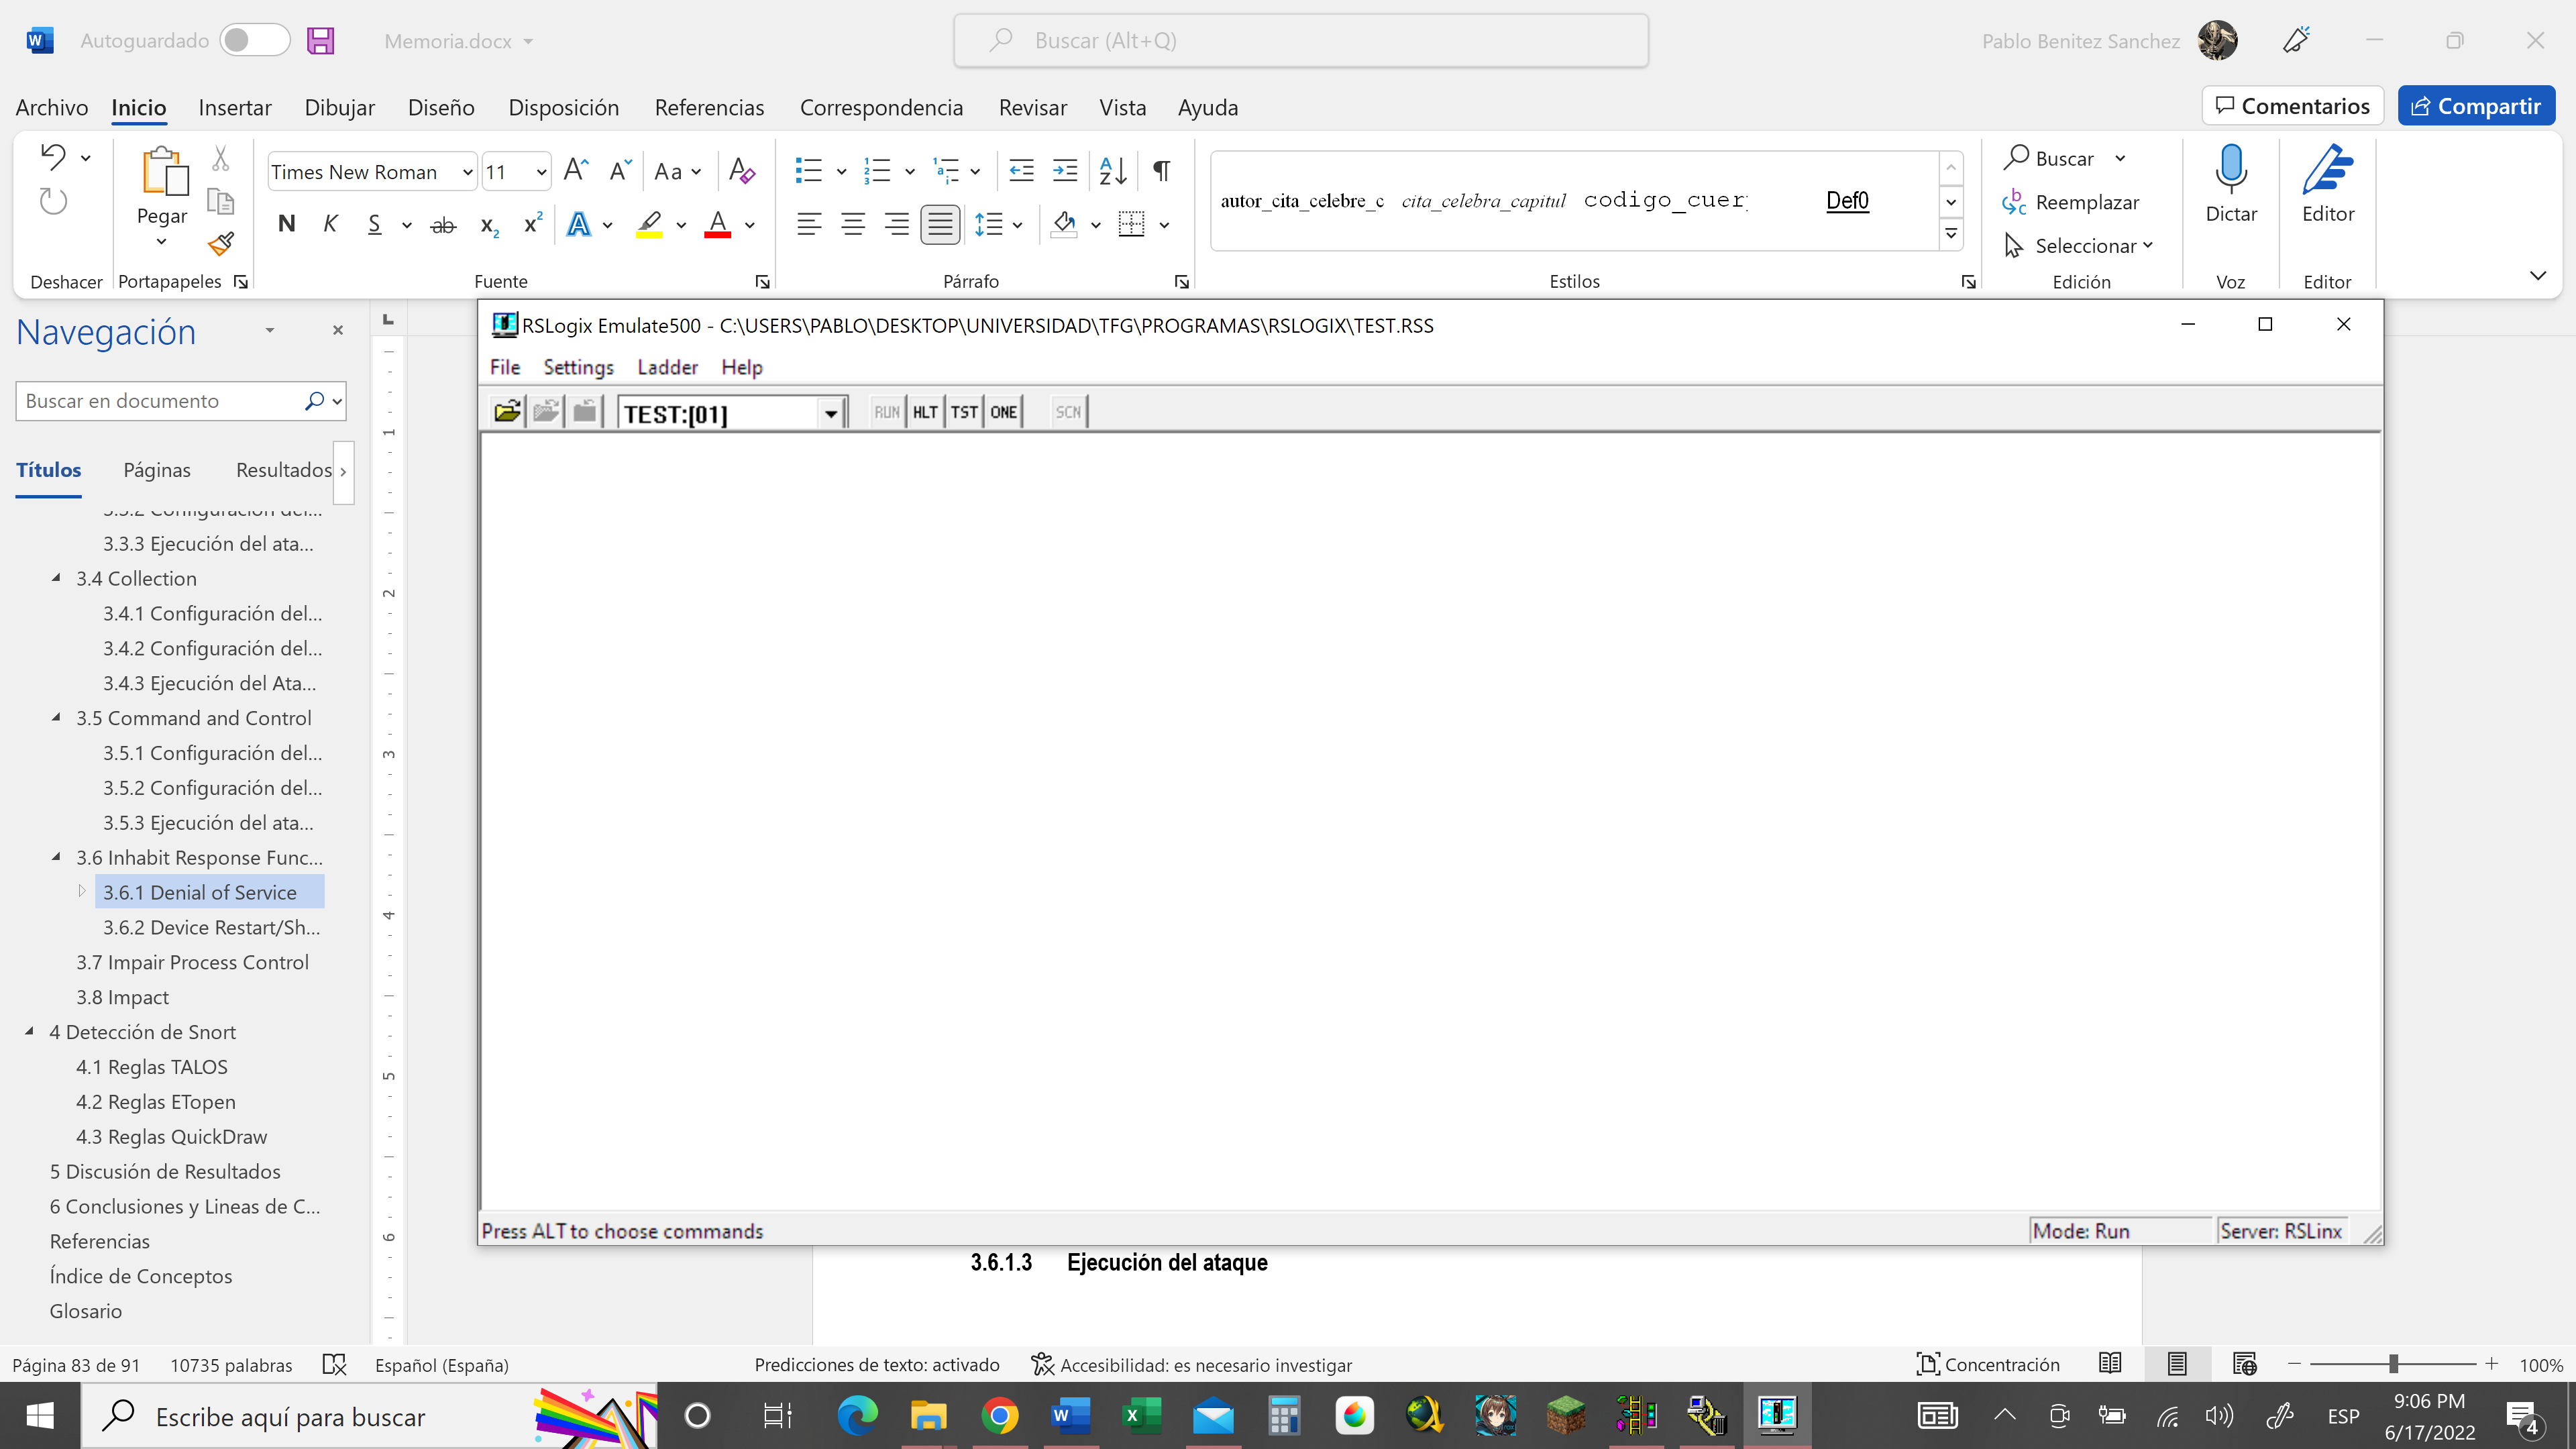 Autoguardado
Memoria.docx
Buscar (Alt+Q)
Pablo Benitez Sanchez
Archivo Inicio Insertar Dibujar Diseño Disposición Referencias Correspondencia Revisar Vista Ayuda
Comentarios
Compartir
Pegar
Times New Roman
11
autor_cita_celebre_c
cita_celebra_capitul
Def0
Buscar
Reemplazar
Seleccionar
Dictar
Editor
Deshacer
Portapapeles
Fuente
Párrafo
Estilos
Edición
Voz
Editor
Navegación
Buscar en documento
Títulos Páginas Resultados
3.3.3 Ejecución del ata...
3.4 Collection
3.4.1 Configuración del...
3.4.2 Configuración del...
3.4.3 Ejecución del Ata...
3.5 Command and Control
3.5.1 Configuración del...
3.5.2 Configuración del...
3.5.3 Ejecución del ata...
3.6 Inhabit Response Func...
3.6.1 Denial of Service
3.6.2 Device Restart/Sh...
3.7 Impair Process Control
3.8 Impact
4 Detección de Snort
4.1 Reglas TALOS
4.2 Reglas ETopen
4.3 Reglas QuickDraw
5 Discusión de Resultados
6 Conclusiones y Lineas de C...
Referencias
Índice de Conceptos
Glosario
1
2
3
4
5
6
RSLogix Emulate500 - C:\USERS\PABLO\DESKTOP\UNIVERSIDAD\TFG\PROGRAMAS\RSLOGIX\TEST.RSS
File Settings Ladder Help
TEST:[01]
RUN HLT TST ONE SCN
Press ALT to choose commands
Mode: Run
Server: RSLinx
3.6.1.3 Ejecución del ataque
Página 83 de 91
10735 palabras
Español (España)
Predicciones de texto: activado
Accesibilidad: es necesario investigar
Concentración
100%
Escribe aquí para buscar
ESP
9:06 PM
6/17/2022
4